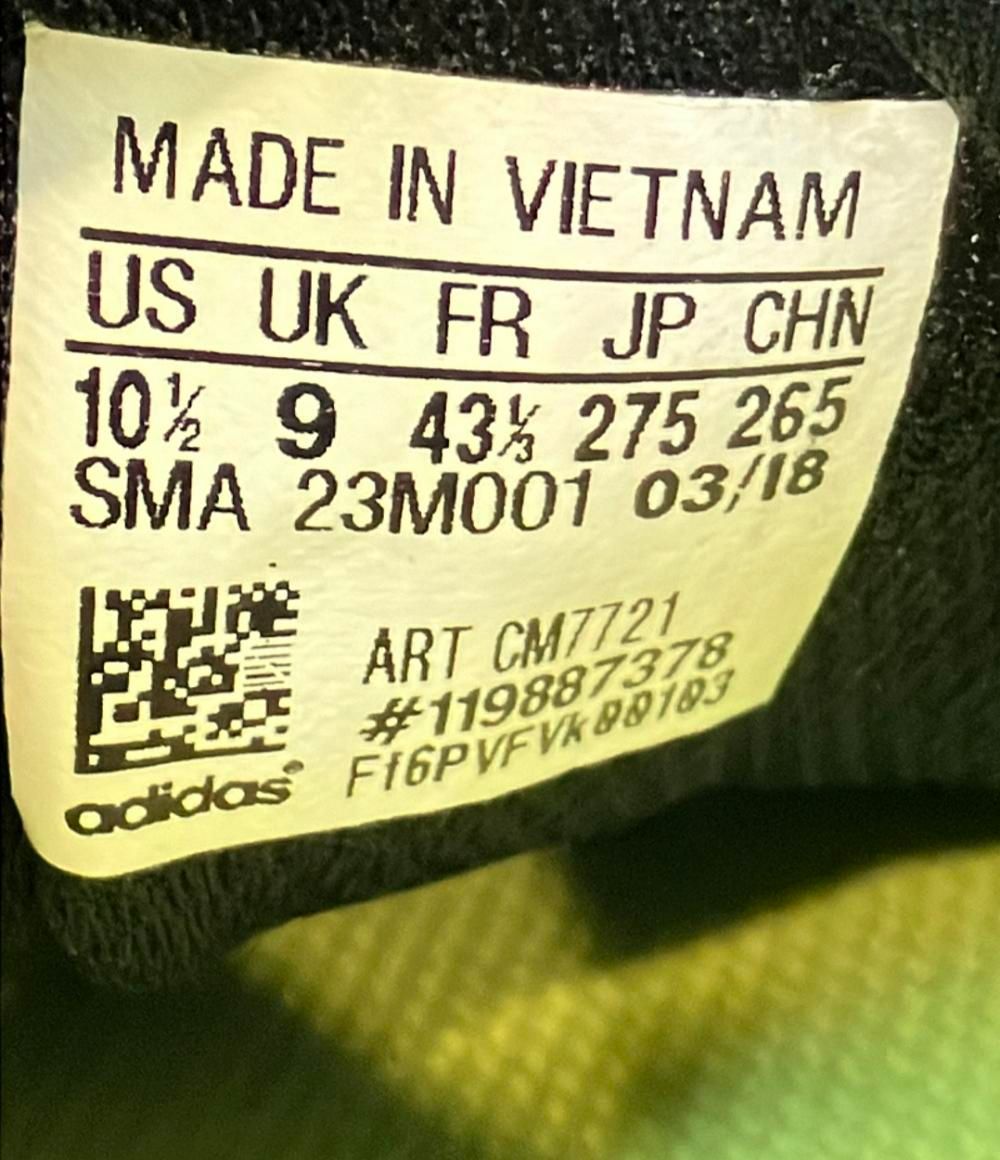 MADE IN VIETNAM
US UK FR JP CHN
10½ 9 43⅓ 275 265
SMA 23M001 03/18
ART CM7721
#119887378
Ff6PVFVk00103
adidas